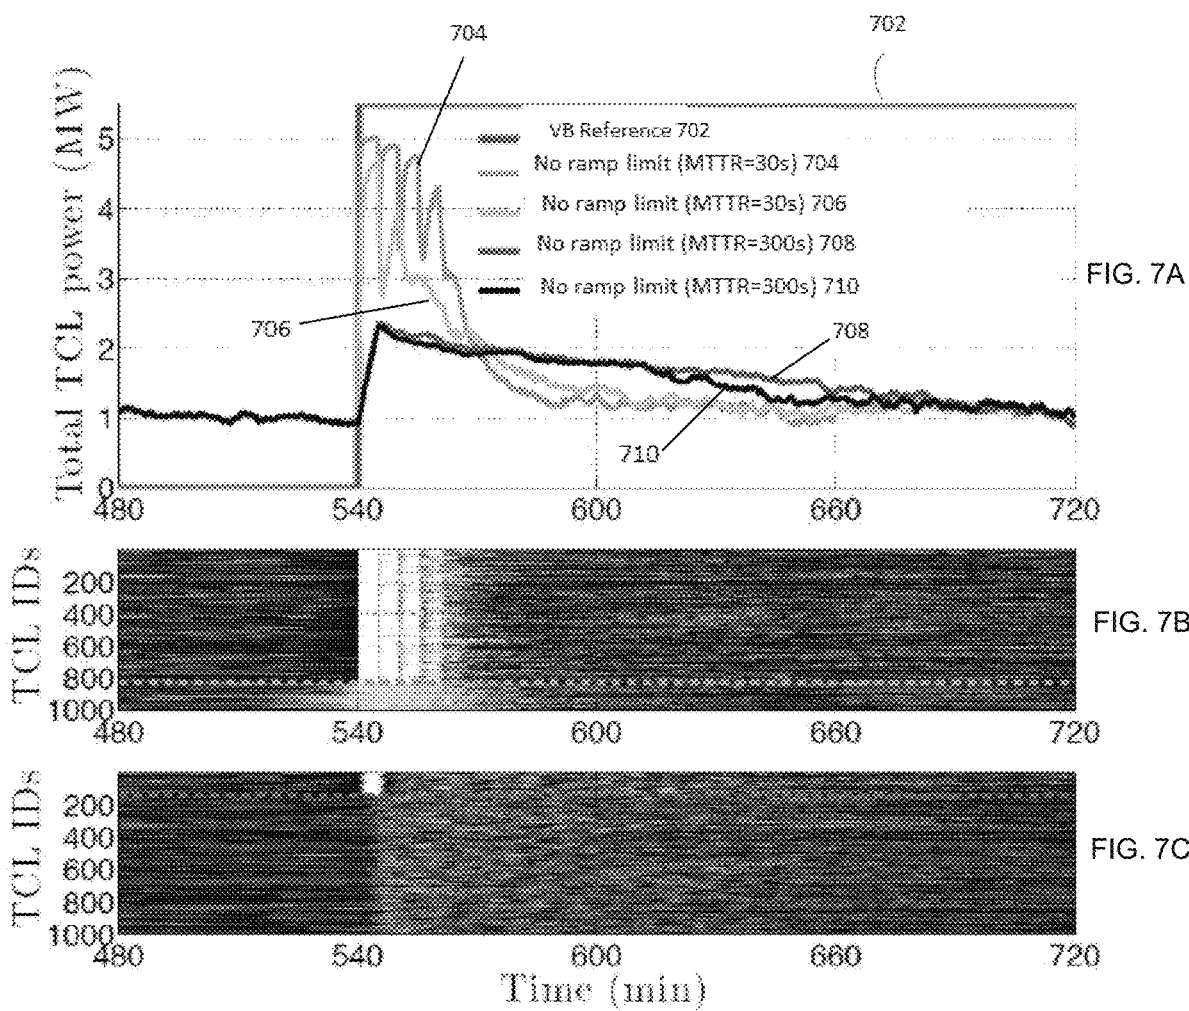 704
702
Total TCL power (MW)
5
4
3
2
1
0
VB Reference 702
No ramp limit (MTTR=30s) 704
No ramp limit (MTTR=30s) 706
No ramp limit (MTTR=300s) 708
No ramp limit (MTTR=300s) 710
706
708
710
FIG. 7A
480 540 600 660 720
TCL IDs
200
400
600
800
1000
FIG. 7B
480 540 600 660 720
TCL IDs
200
400
600
800
1000
FIG. 7C
480 540 600 660 720
Time (min)